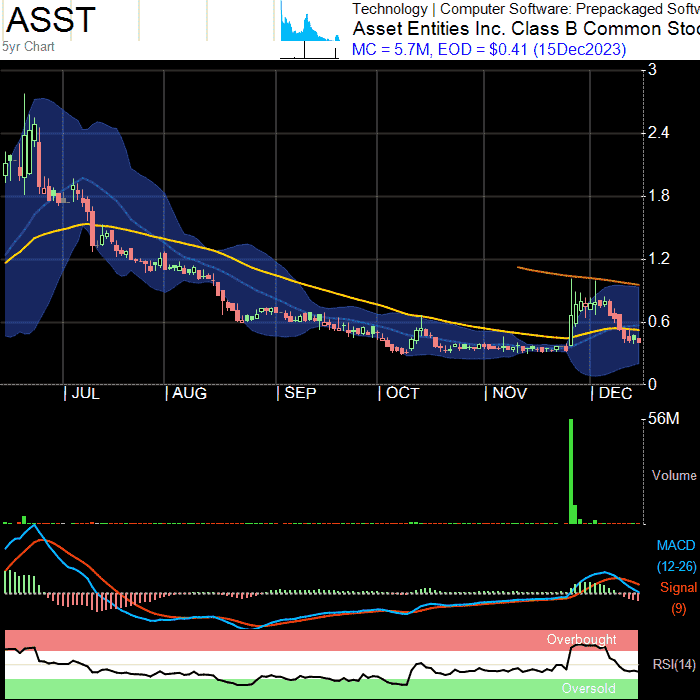 ASST
5yr Chart
Technology | Computer Software: Prepackaged Softw
Asset Entities Inc. Class B Common Stoc
MC = 5.7M, EOD = $0.41 (15Dec2023)
3
2.4
1.8
1.2
0.6
0
| JUL | AUG | SEP | OCT | NOV | DEC
56M
Volume
MACD
(12-26)
Signal
(9)
Overbought
RSI(14)
Oversold